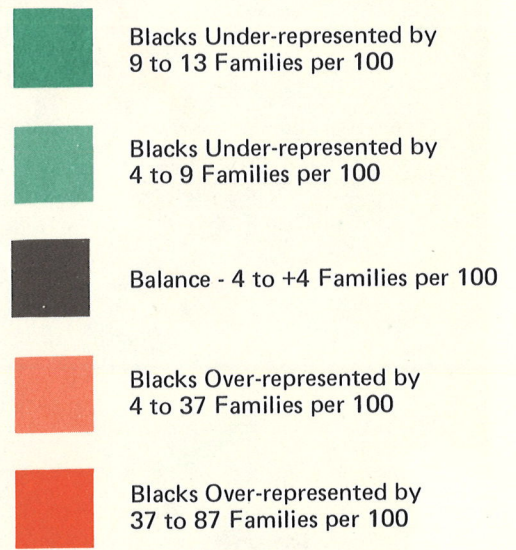 Blacks Under-represented by
9 to 13 Families per 100
Blacks Under-represented by
4 to 9 Families per 100
Balance - 4 to +4 Families per 100
Blacks Over-represented by
4 to 37 Families per 100
Blacks Over-represented by
37 to 87 Families per 100